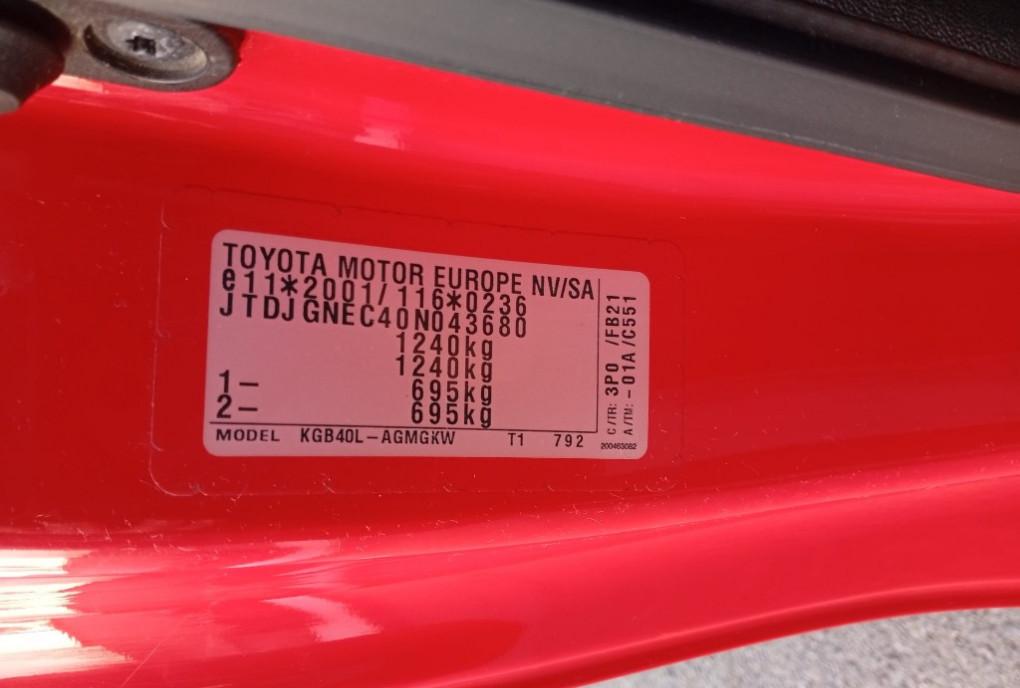 TOYOTA MOTOR EUROPE NV/SA
e11*2001/116*0236
JTDJGNEC40N043680
1240kg
1240kg
1- 695kg
2- 695kg
MODEL KGB40L-AGMGKW T1 792
C/TR: 3P0 /FB21
A/TM: -01A /C551
200463082